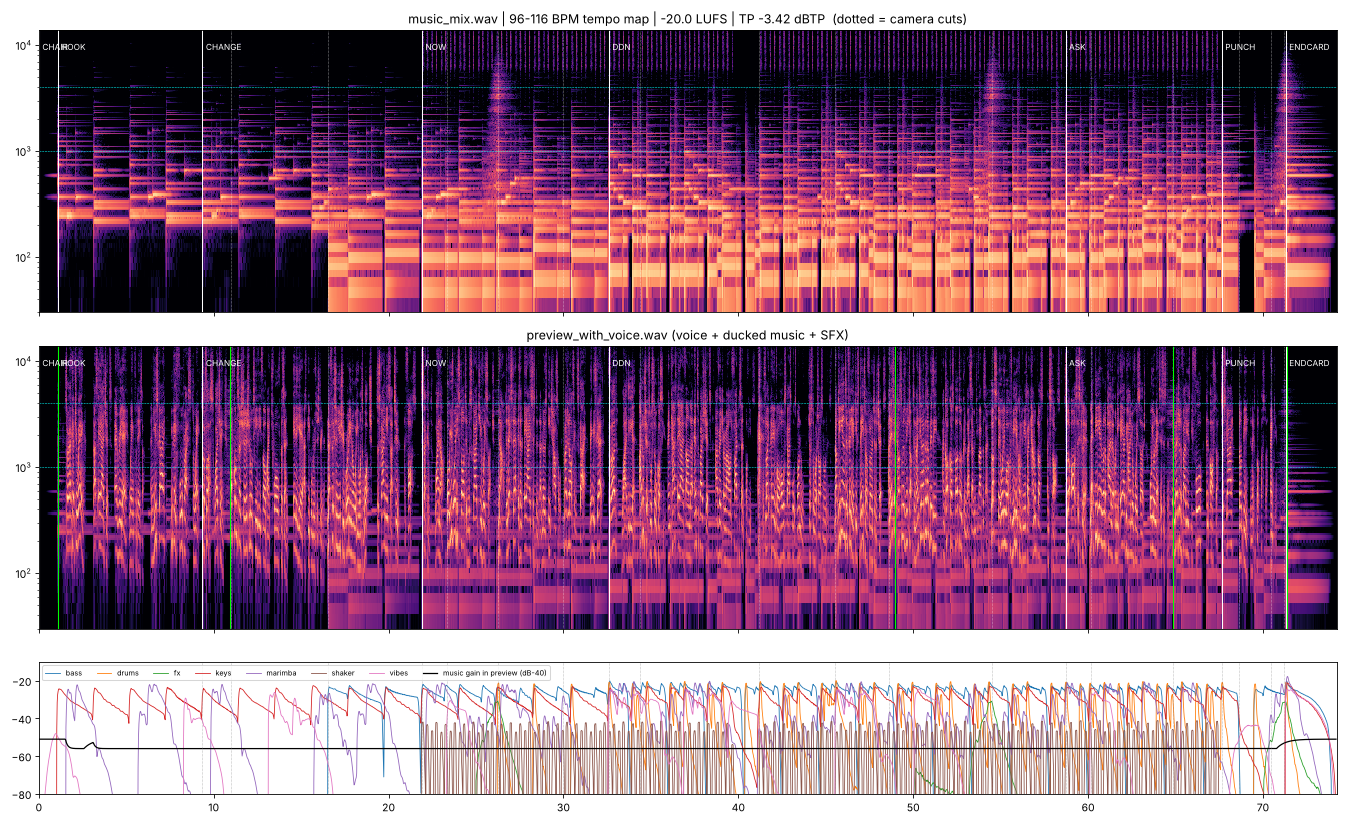 music_mix.wav | 96-116 BPM tempo map | -20.0 LUFS | TP -3.42 dBTP (dotted = camera cuts)
10⁴
10³
10²
HOOK CHANGE NOW DDN ASK PUNCH ENDCARD
preview_with_voice.wav (voice + ducked music + SFX)
10⁴
10³
10²
HOOK CHANGE NOW DDN ASK PUNCH ENDCARD
bass drums fx keys marimba shaker vibes music gain in preview (dB-40)
−20
−40
−60
−80
0 10 20 30 40 50 60 70